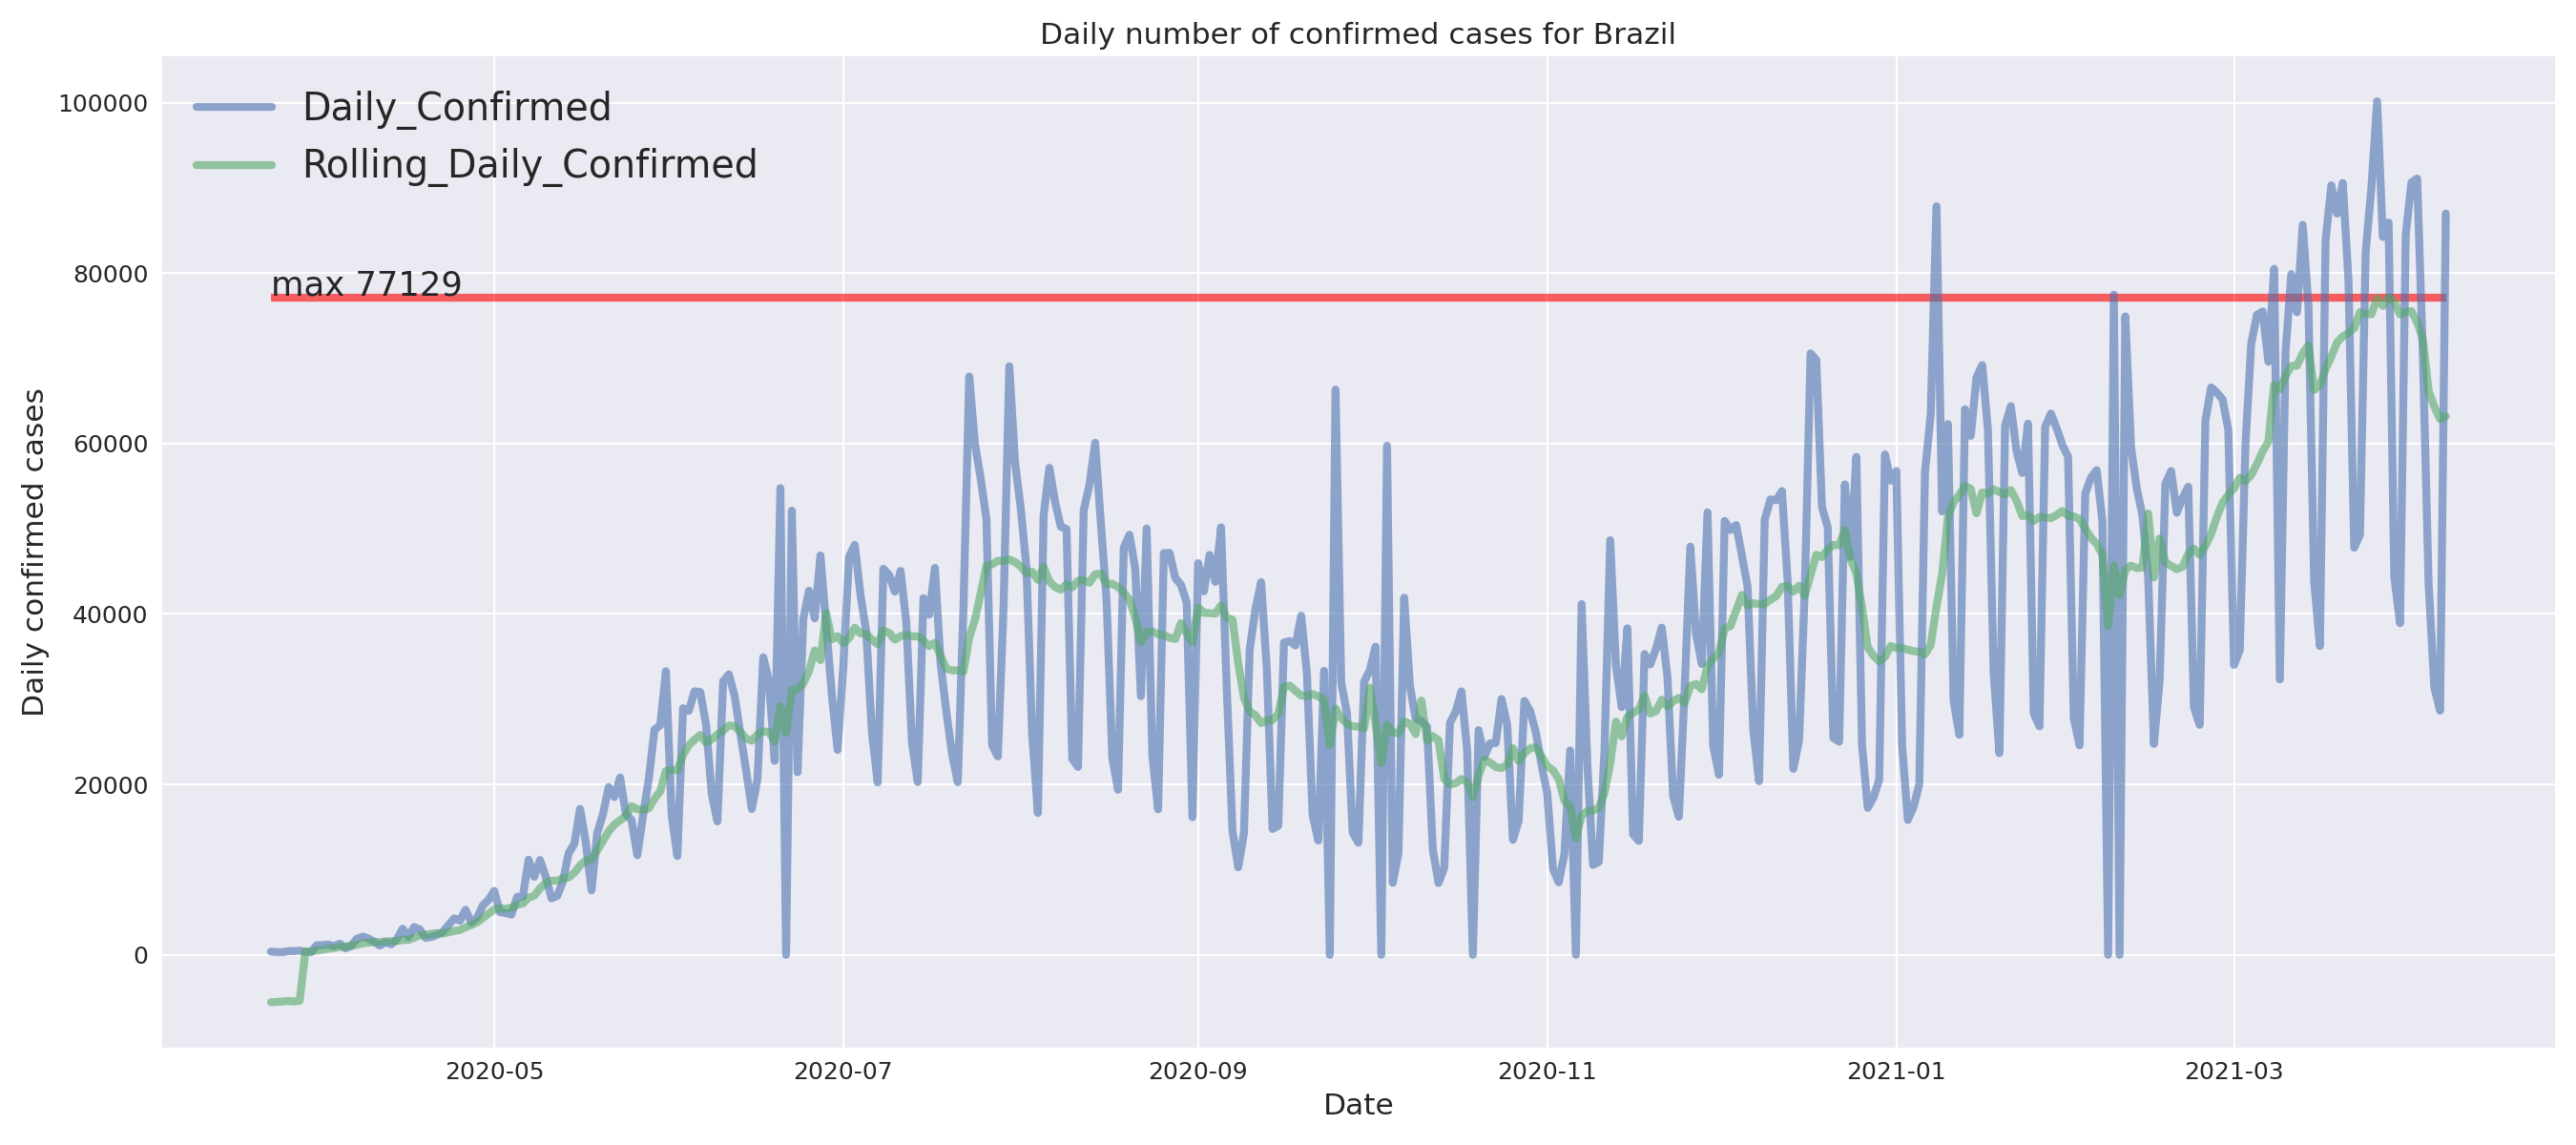 Daily number of confirmed cases for Brazil
Daily_Confirmed
Rolling_Daily_Confirmed
max 77129
100000
80000
60000
40000
20000
0
Daily confirmed cases
2020-05 2020-07 2020-09 2020-11 2021-01 2021-03
Date